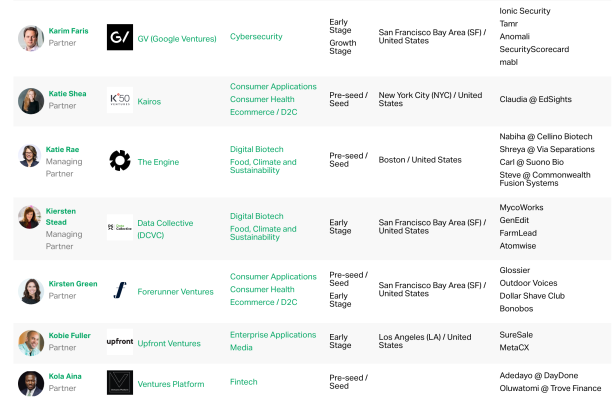 Karim Faris
Partner
G/
GV (Google Ventures)
Cybersecurity
Early
Stage
Growth
Stage
San Francisco Bay Area (SF) /
United States
Ionic Security
Tamr
Anomali
SecurityScorecard
mabl
Katie Shea
Partner
K50
VENTURES
Kairos
Consumer Applications
Consumer Health
Ecommerce / D2C
Pre-seed /
Seed
New York City (NYC) / United
States
Claudia @ EdSights
Katie Rae
Managing
Partner
The Engine
Digital Biotech
Food, Climate and
Sustainability
Pre-seed /
Seed
Boston / United States
Nabiha @ Cellino Biotech
Shreya @ Via Separations
Carl @ Suono Bio
Steve @ Commonwealth
Fusion Systems
Kiersten
Stead
Managing
Partner
Data Collective
(DCVC)
Digital Biotech
Food, Climate and
Sustainability
Early
Stage
San Francisco Bay Area (SF) /
United States
MycoWorks
GenEdit
FarmLead
Atomwise
Kirsten Green
Partner
Forerunner Ventures
Consumer Applications
Consumer Health
Ecommerce / D2C
Pre-seed /
Seed
Early
Stage
San Francisco Bay Area (SF) /
United States
Glossier
Outdoor Voices
Dollar Shave Club
Bonobos
Kobie Fuller
Partner
upfront
Upfront Ventures
Enterprise Applications
Media
Early
Stage
Los Angeles (LA) / United
States
SureSale
MetaCX
Kola Aina
Partner
Ventures Platform
Fintech
Pre-seed /
Seed
Adedayo @ DayDone
Oluwatomi @ Trove Finance